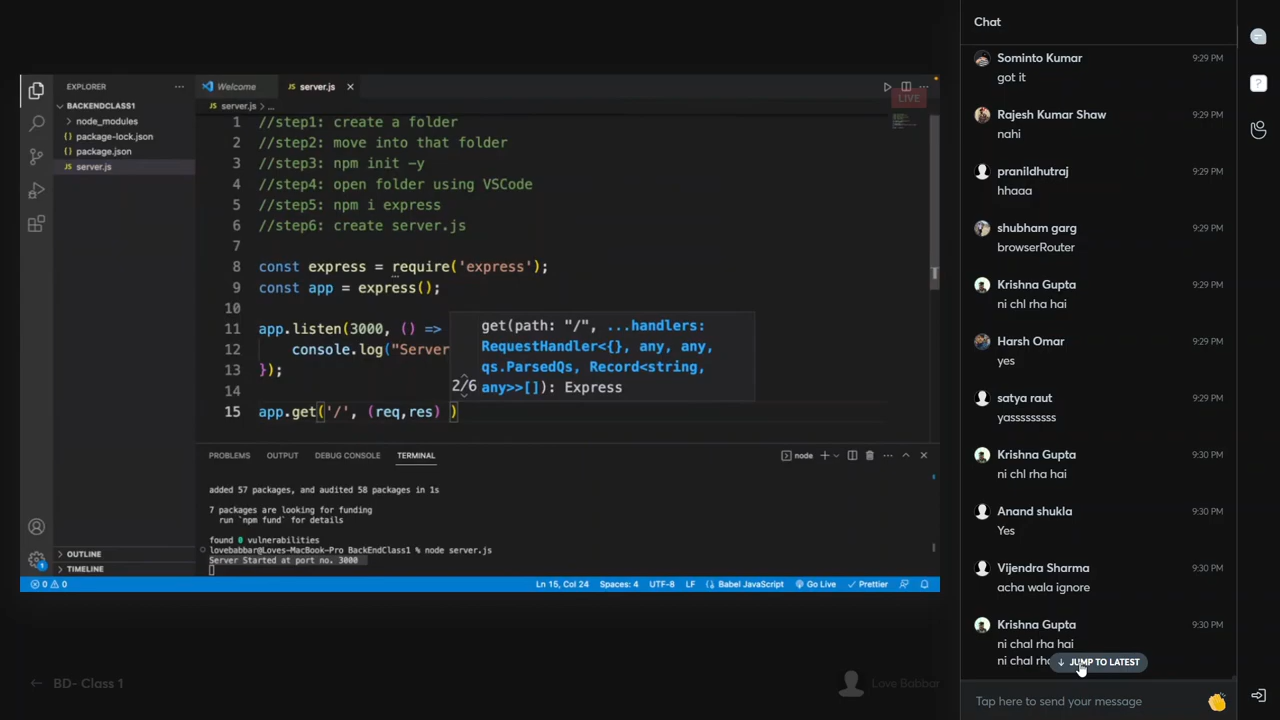 EXPLORER
BACKENDCLASS1
node_modules
package-lock.json
package.json
server.js
OUTLINE
TIMELINE
Welcome
server.js
server.js > ...
LIVE
1 //step1: create a folder
2 //step2: move into that folder
3 //step3: npm init -y
4 //step4: open folder using VSCode
5 //step5: npm i express
6 //step6: create server.js
7
8 const express = require('express');
9 const app = express();
10
11 app.listen(3000, () =>
12 console.log("Server
13 });
14
15 app.get('/', (req,res) )
get(path: "/", ...handlers:
RequestHandler<{}, any, any,
qs.ParsedQs, Record<string,
2/6 any>>[]): Express
PROBLEMS OUTPUT DEBUG CONSOLE TERMINAL
node
added 57 packages, and audited 58 packages in 1s
7 packages are looking for funding
run `npm fund` for details
found 0 vulnerabilities
lovebabbar@Loves-MacBook-Pro BackEndClass1 % node server.js
Server Started at port no. 3000
0 0 Ln 15, Col 24 Spaces: 4 UTF-8 LF Babel JavaScript Go Live Prettier
BD- Class 1
Love Babbar
Chat
Sominto Kumar 9:29 PM
got it
Rajesh Kumar Shaw 9:29 PM
nahi
pranildhutraj 9:29 PM
hhaaa
shubham garg 9:29 PM
browserRouter
Krishna Gupta 9:29 PM
ni chl rha hai
Harsh Omar 9:29 PM
yes
satya raut 9:29 PM
yasssssssss
Krishna Gupta 9:30 PM
ni chl rha hai
Anand shukla 9:30 PM
Yes
Vijendra Sharma 9:30 PM
acha wala ignore
Krishna Gupta 9:30 PM
ni chal rha hai
ni chal
JUMP TO LATEST
Tap here to send your message